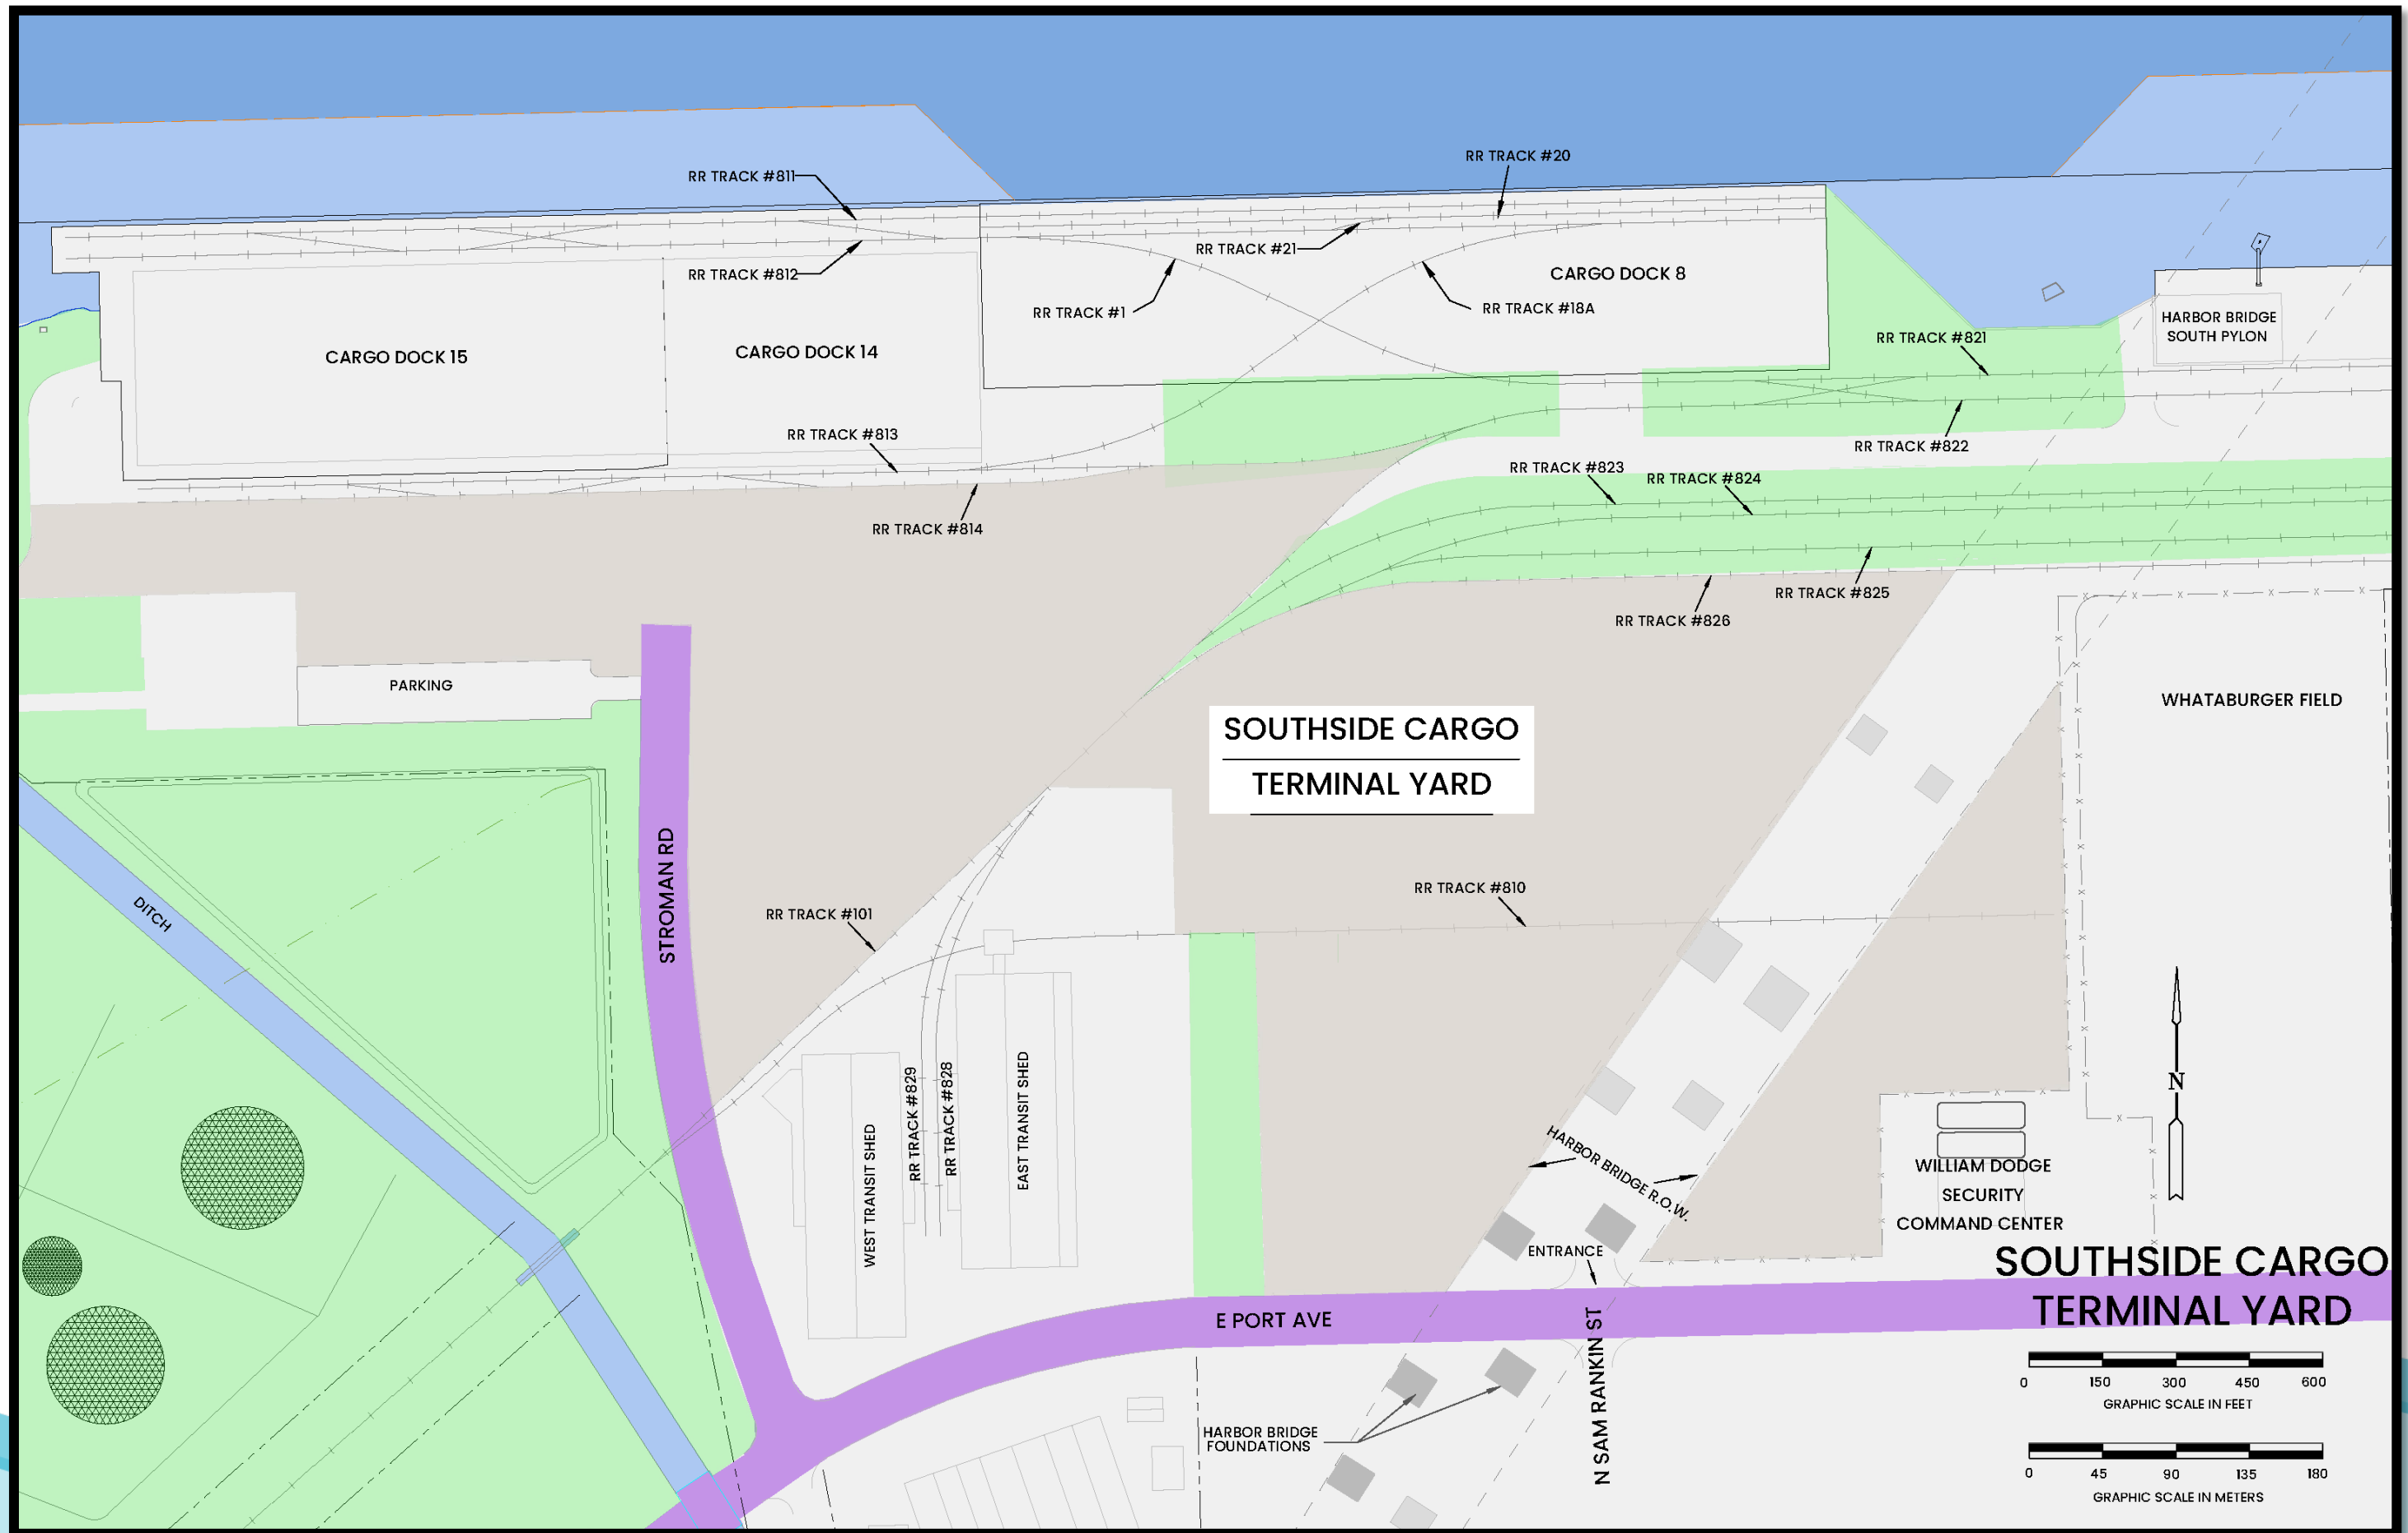 RR TRACK #20
RR TRACK #811
RR TRACK #21
RR TRACK #812
CARGO DOCK 8
RR TRACK #1
RR TRACK #18A
HARBOR BRIDGE
SOUTH PYLON
RR TRACK #821
CARGO DOCK 15
CARGO DOCK 14
RR TRACK #813
RR TRACK #822
RR TRACK #823
RR TRACK #824
RR TRACK #814
RR TRACK #825
RR TRACK #826
PARKING
WHATABURGER FIELD
SOUTHSIDE CARGO
TERMINAL YARD
STROMAN RD
DITCH
RR TRACK #101
RR TRACK #810
WEST TRANSIT SHED
RR TRACK #829
RR TRACK #828
EAST TRANSIT SHED
HARBOR BRIDGE R.O.W.
N
WILLIAM DODGE
SECURITY
COMMAND CENTER
ENTRANCE
SOUTHSIDE CARGO
TERMINAL YARD
E PORT AVE
N SAM RANKIN ST
HARBOR BRIDGE
FOUNDATIONS
0 150 300 450 600
GRAPHIC SCALE IN FEET
0 45 90 135 180
GRAPHIC SCALE IN METERS